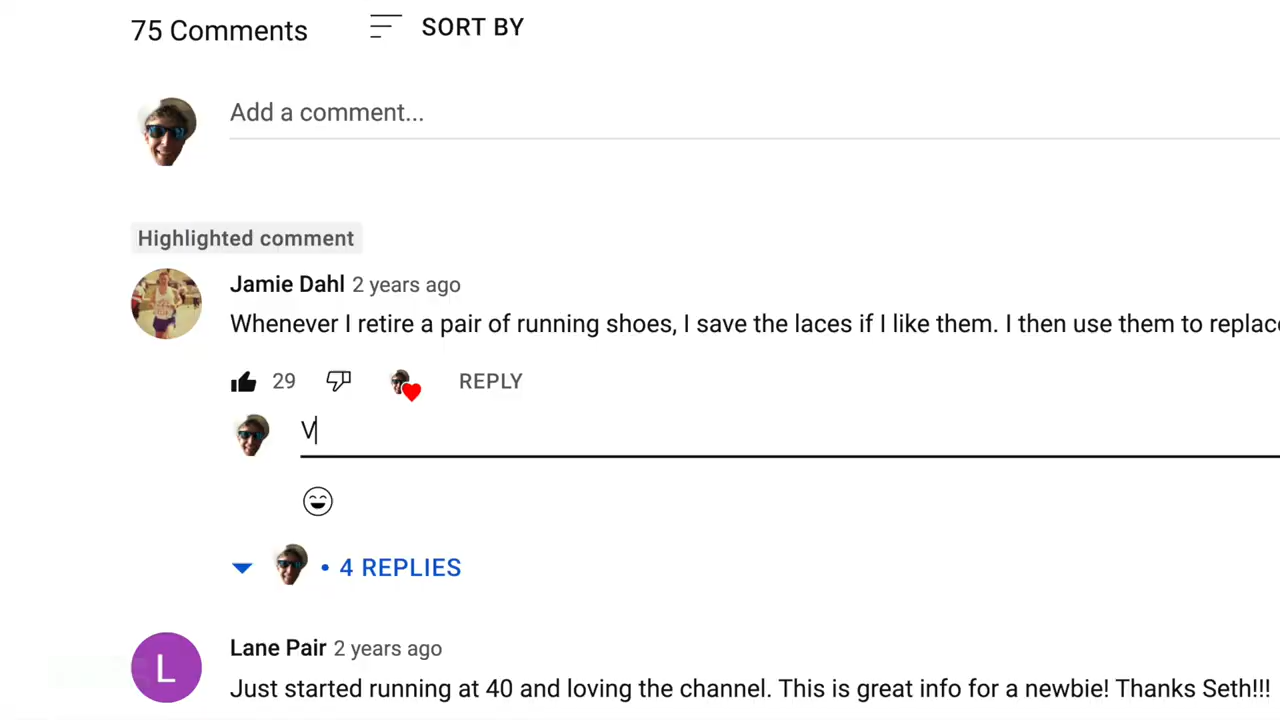 75 Comments
SORT BY
Add a comment...
Highlighted comment
Jamie Dahl 2 years ago
Whenever I retire a pair of running shoes, I save the laces if I like them. I then use them to replac
29
REPLY
V
• 4 REPLIES
L
Lane Pair 2 years ago
Just started running at 40 and loving the channel. This is great info for a newbie! Thanks Seth!!!